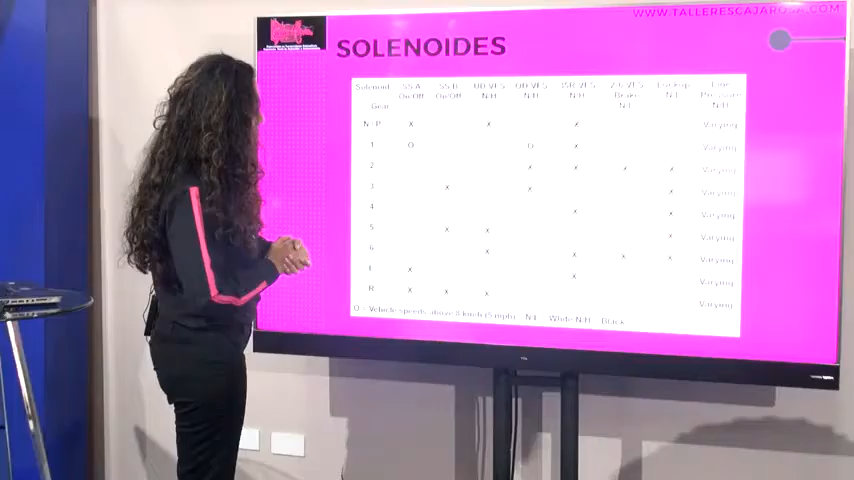 WWW.TALLERESCAJAROSA.COM
SOLENOIDES
Solenoid SS A SS B UD VFS OD VFS 35R VFS 2-6 VFS Lockup Line
On/Off On/Off N/H N/H N/H Brake N/L Pressure
Gear N/L N/H
N - P X X X Varying
1 O O X Varying
2 X X X X Varying
3 X X X Varying
4 X X Varying
5 X X X Varying
6 X X X X Varying
X X Varying
R X X X Varying
O - Vehicle speeds above 8 km/h (5 mph) N/L - White N/H - Black